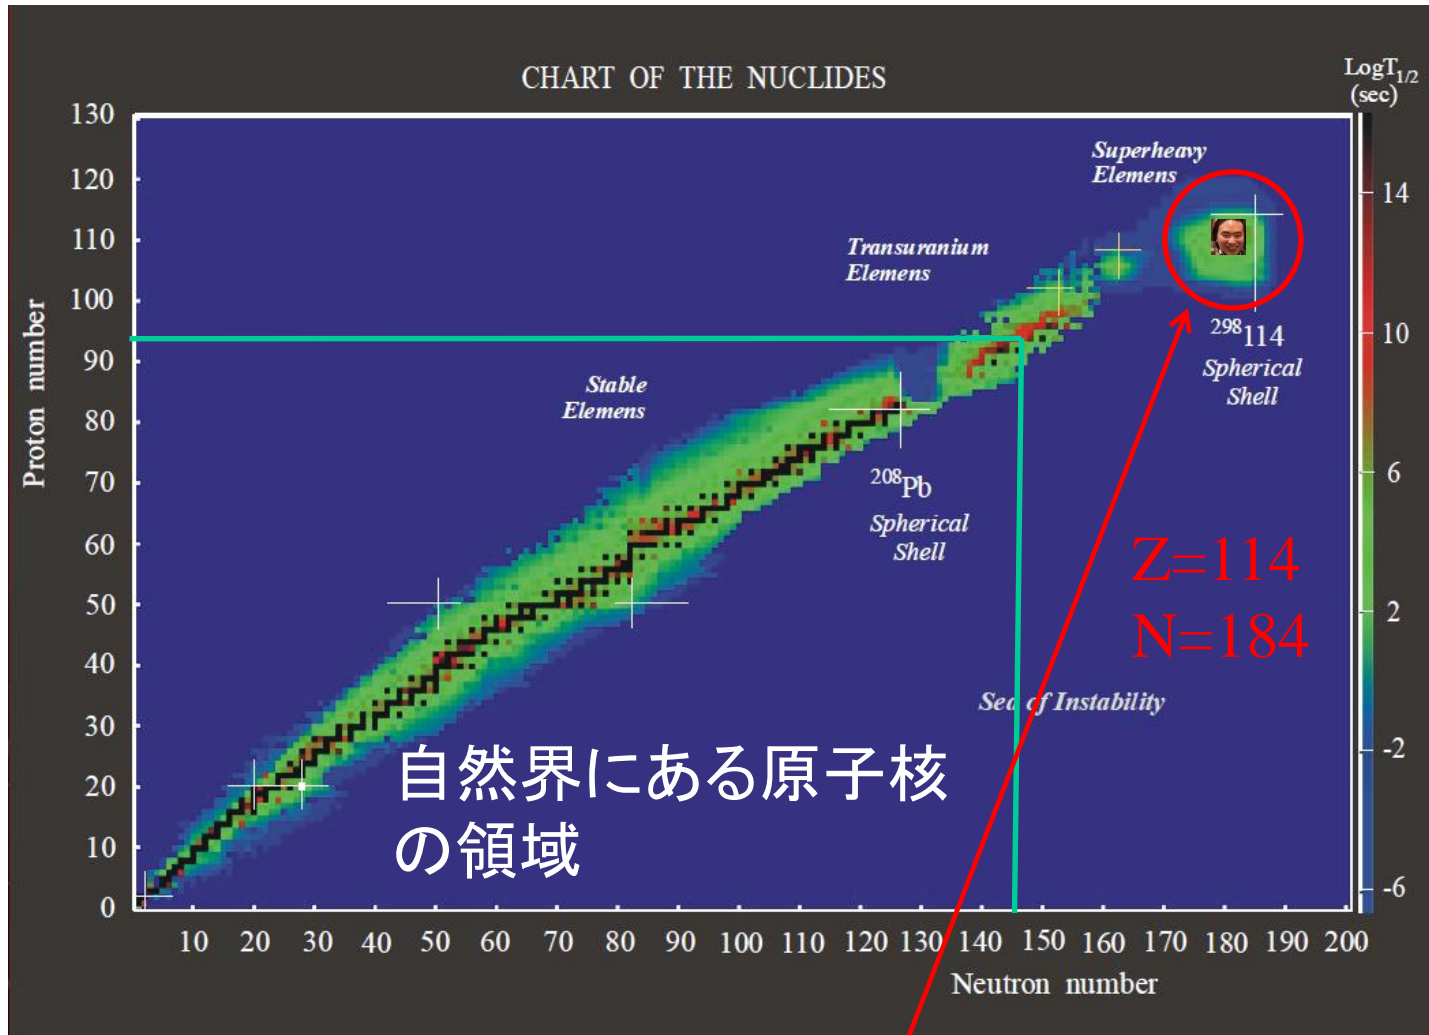 CHART OF THE NUCLIDES
LogT1/2
(sec)
130
120
110
100
90
80
70
60
50
40
30
20
10
0
Proton number
Superheavy
Elemens
Transuranium
Elemens
Stable
Elemens
298114
Spherical
Shell
208Pb
Spherical
Shell
Z=114
N=184
Sea of Instability
自然界にある原子核
の領域
14
10
6
2
-2
-6
10 20 30 40 50 60 70 80 90 100 110 120 130 140 150 160 170 180 190 200
Neutron number